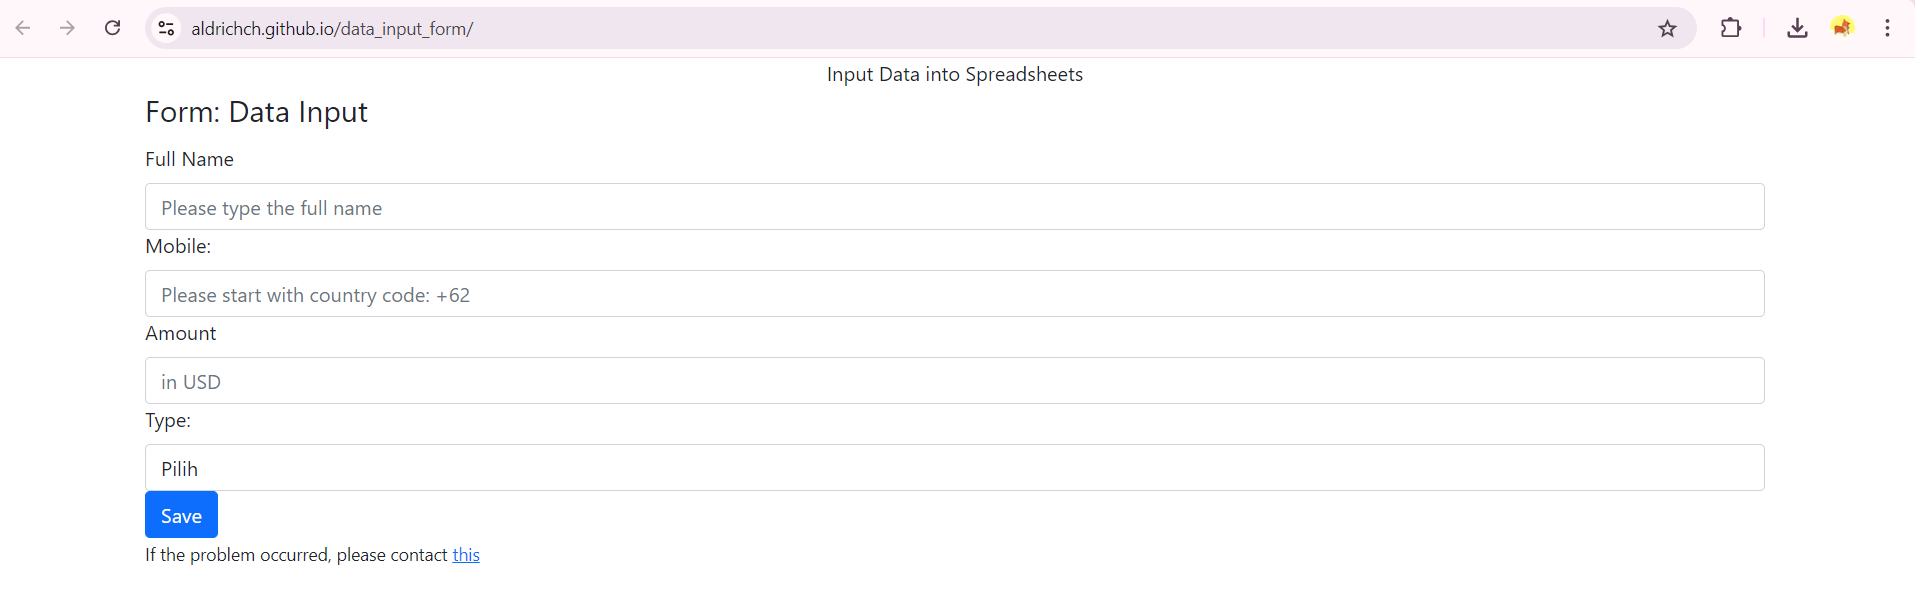 aldrichch.github.io/data_input_form/
Input Data into Spreadsheets
Form: Data Input
Full Name
Please type the full name
Mobile:
Please start with country code: +62
Amount
in USD
Type:
Pilih
Save
If the problem occurred, please contact this